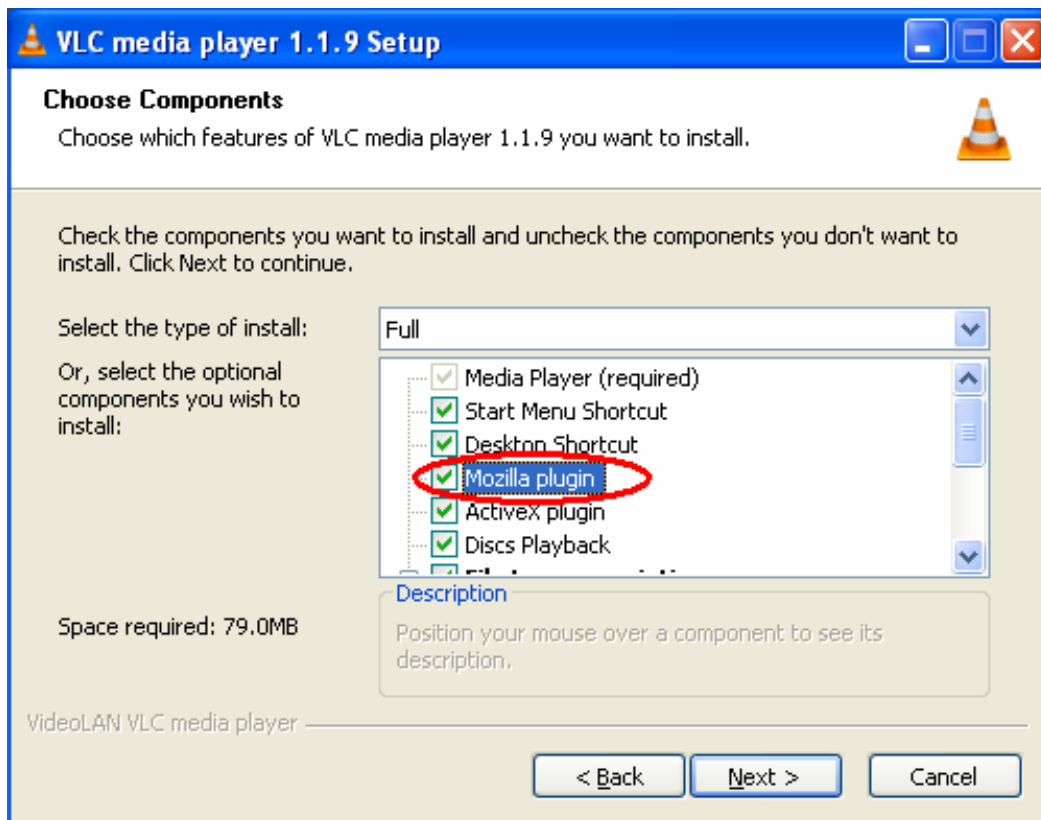 VLC media player 1.1.9 Setup
Choose Components
Choose which features of VLC media player 1.1.9 you want to install.
Check the components you want to install and uncheck the components you don't want to
install. Click Next to continue.
Select the type of install:
Full
Or, select the optional
components you wish to
install:
Media Player (required)
Start Menu Shortcut
Desktop Shortcut
Mozilla plugin
ActiveX plugin
Discs Playback
Space required: 79.0MB
Description
Position your mouse over a component to see its
description.
VideoLAN VLC media player
< Back
Next >
Cancel